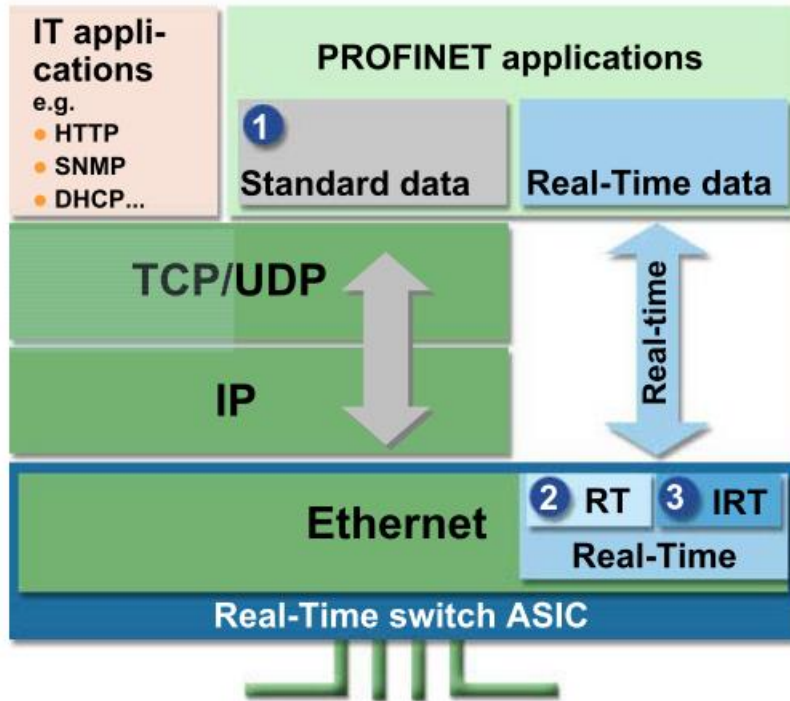 IT appli-
cations
e.g.
HTTP
SNMP
DHCP...
PROFINET applications
1
Standard data
Real-Time data
TCP/UDP
Real-time
IP
Ethernet
2 RT
3 IRT
Real-Time
Real-Time switch ASIC